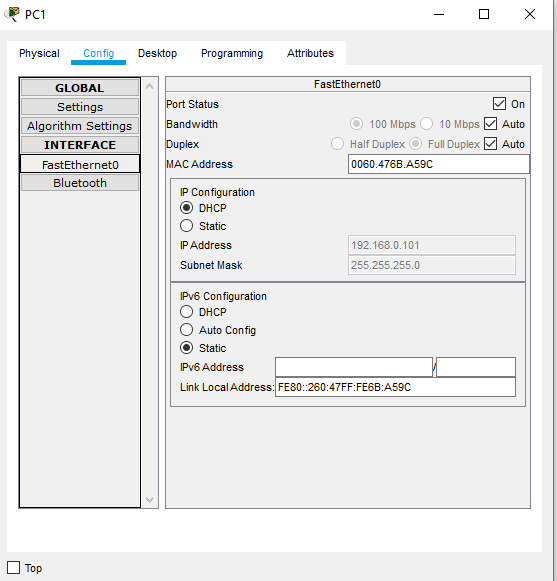 PC1
Physical Config Desktop Programming Attributes
GLOBAL
Settings
Algorithm Settings
INTERFACE
FastEthernet0
Bluetooth
FastEthernet0
Port Status On
Bandwidth 100 Mbps 10 Mbps Auto
Duplex Half Duplex Full Duplex Auto
MAC Address 0060.476B.A59C
IP Configuration
DHCP
Static
IP Address 192.168.0.101
Subnet Mask 255.255.255.0
IPv6 Configuration
DHCP
Auto Config
Static
IPv6 Address /
Link Local Address: FE80::260:47FF:FE6B:A59C
Top